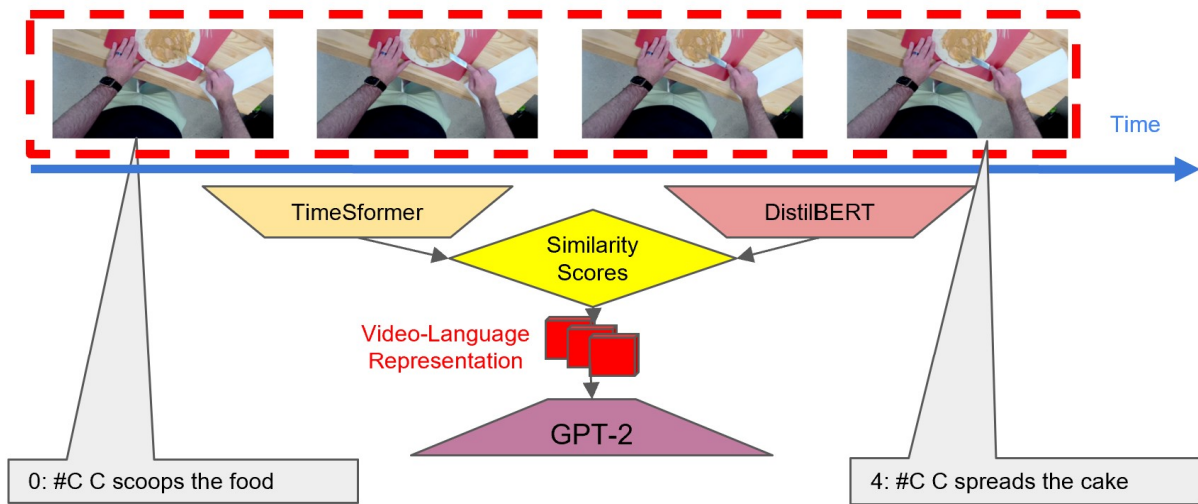 Time
TimeSformer
DistilBERT
Similarity
Scores
Video-Language
Representation
GPT-2
0: #C C scoops the food
4: #C C spreads the cake